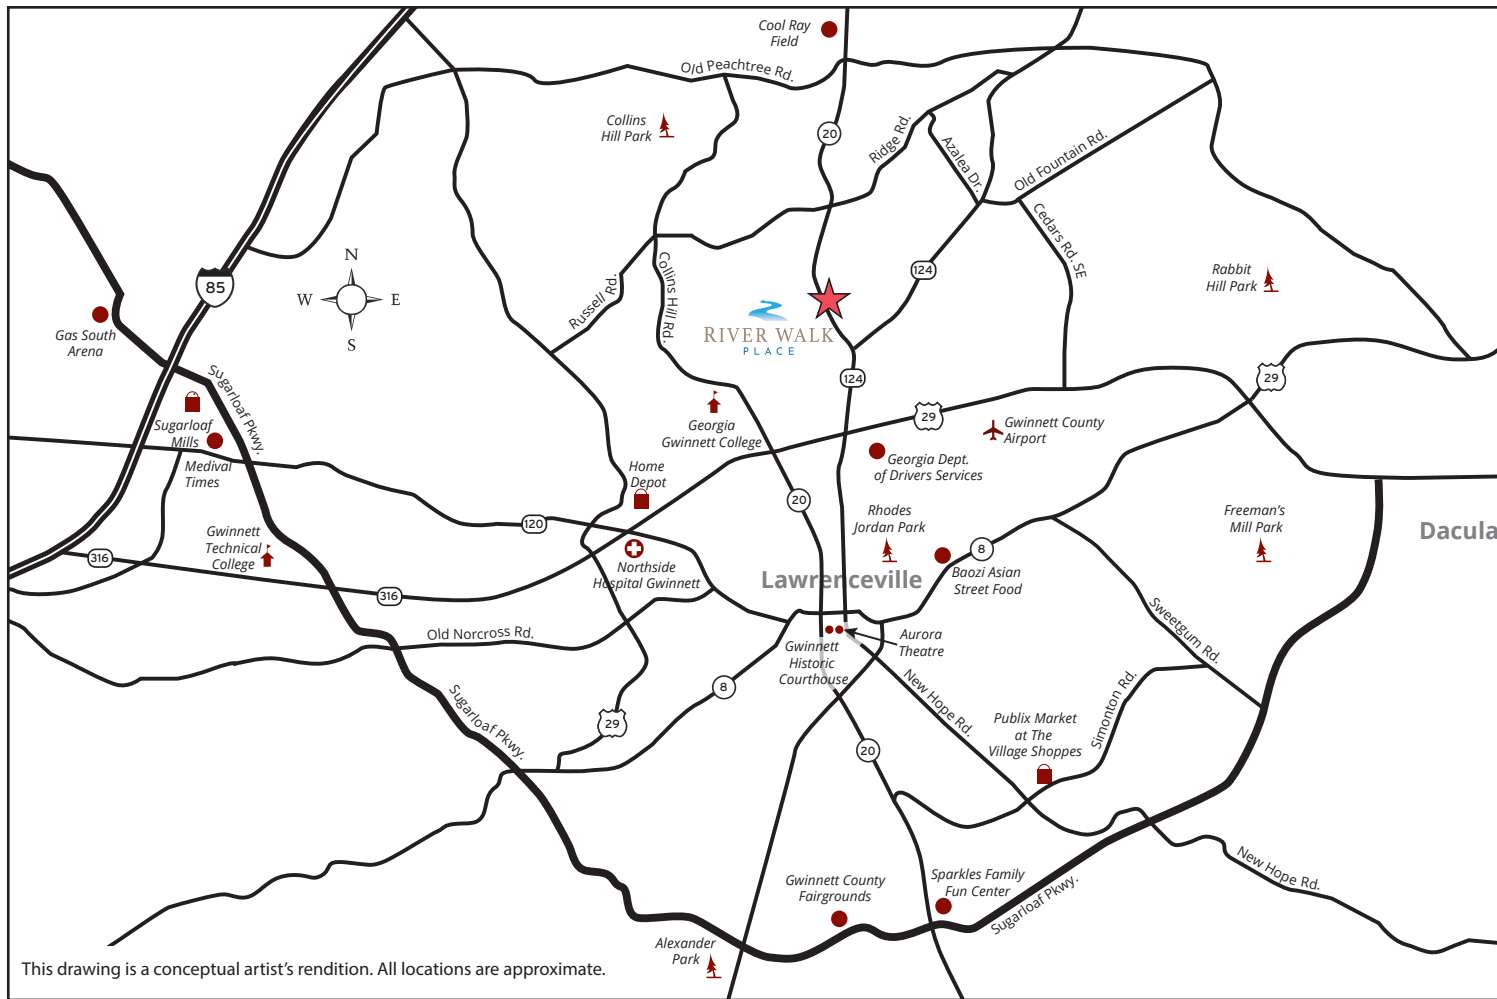 Cool Ray
Field
Old Peachtree Rd.
Collins
Hill Park
20
Ridge Rd.
Azalea Dr.
Old Fountain Rd.
Cedars Rd. SE
N
W
E
S
85
Gas South
Arena
Russell Rd.
Collins Hill Rd.
124
Rabbit
Hill Park
RIVER WALK
PLACE
124
29
Sugarloaf Pkwy.
Sugarloaf
Mills
Medival
Times
Georgia
Gwinnett College
29
Gwinnett County
Airport
Home
Depot
Georgia Dept.
of Drivers Services
20
120
Rhodes
Jordan Park
Freeman's
Mill Park
Dacula
316
Gwinnett
Technical
College
Northside
Hospital Gwinnett
8
Baozi Asian
Street Food
Lawrenceville
316
Old Norcross Rd.
Gwinnett
Historic
Courthouse
Aurora
Theatre
Sweetgum Rd.
8
New Hope Rd.
Simonton Rd.
Sugarloaf Pkwy.
29
Publix Market
at The
Village Shoppes
20
Gwinnett County
Fairgrounds
Sparkles Family
Fun Center
New Hope Rd.
Sugarloaf Pkwy.
Alexander
Park
This drawing is a conceptual artist's rendition. All locations are approximate.